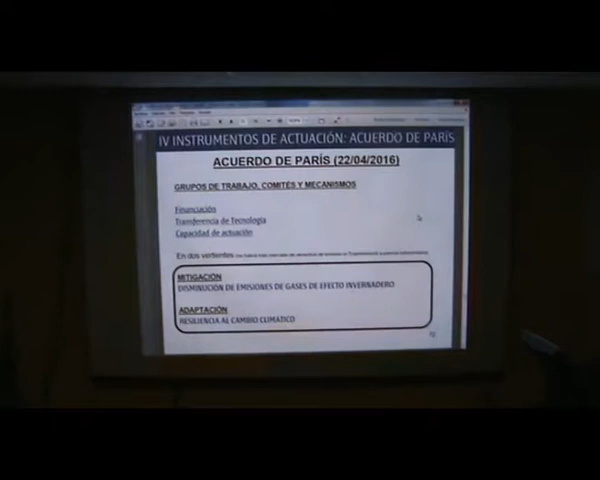 IV INSTRUMENTOS DE ACTUACIÓN: ACUERDO DE PARÍS
ACUERDO DE PARÍS (22/04/2016)
GRUPOS DE TRABAJO, COMITÉS Y MECANISMOS
Financiación
Transferencia de Tecnología
Capacidad de actuación
En dos vertientes
MITIGACIÓN
DISMINUCIÓN DE EMISIONES DE GASES DE EFECTO INVERNADERO
ADAPTACIÓN
RESILIENCIA AL CAMBIO CLIMÁTICO